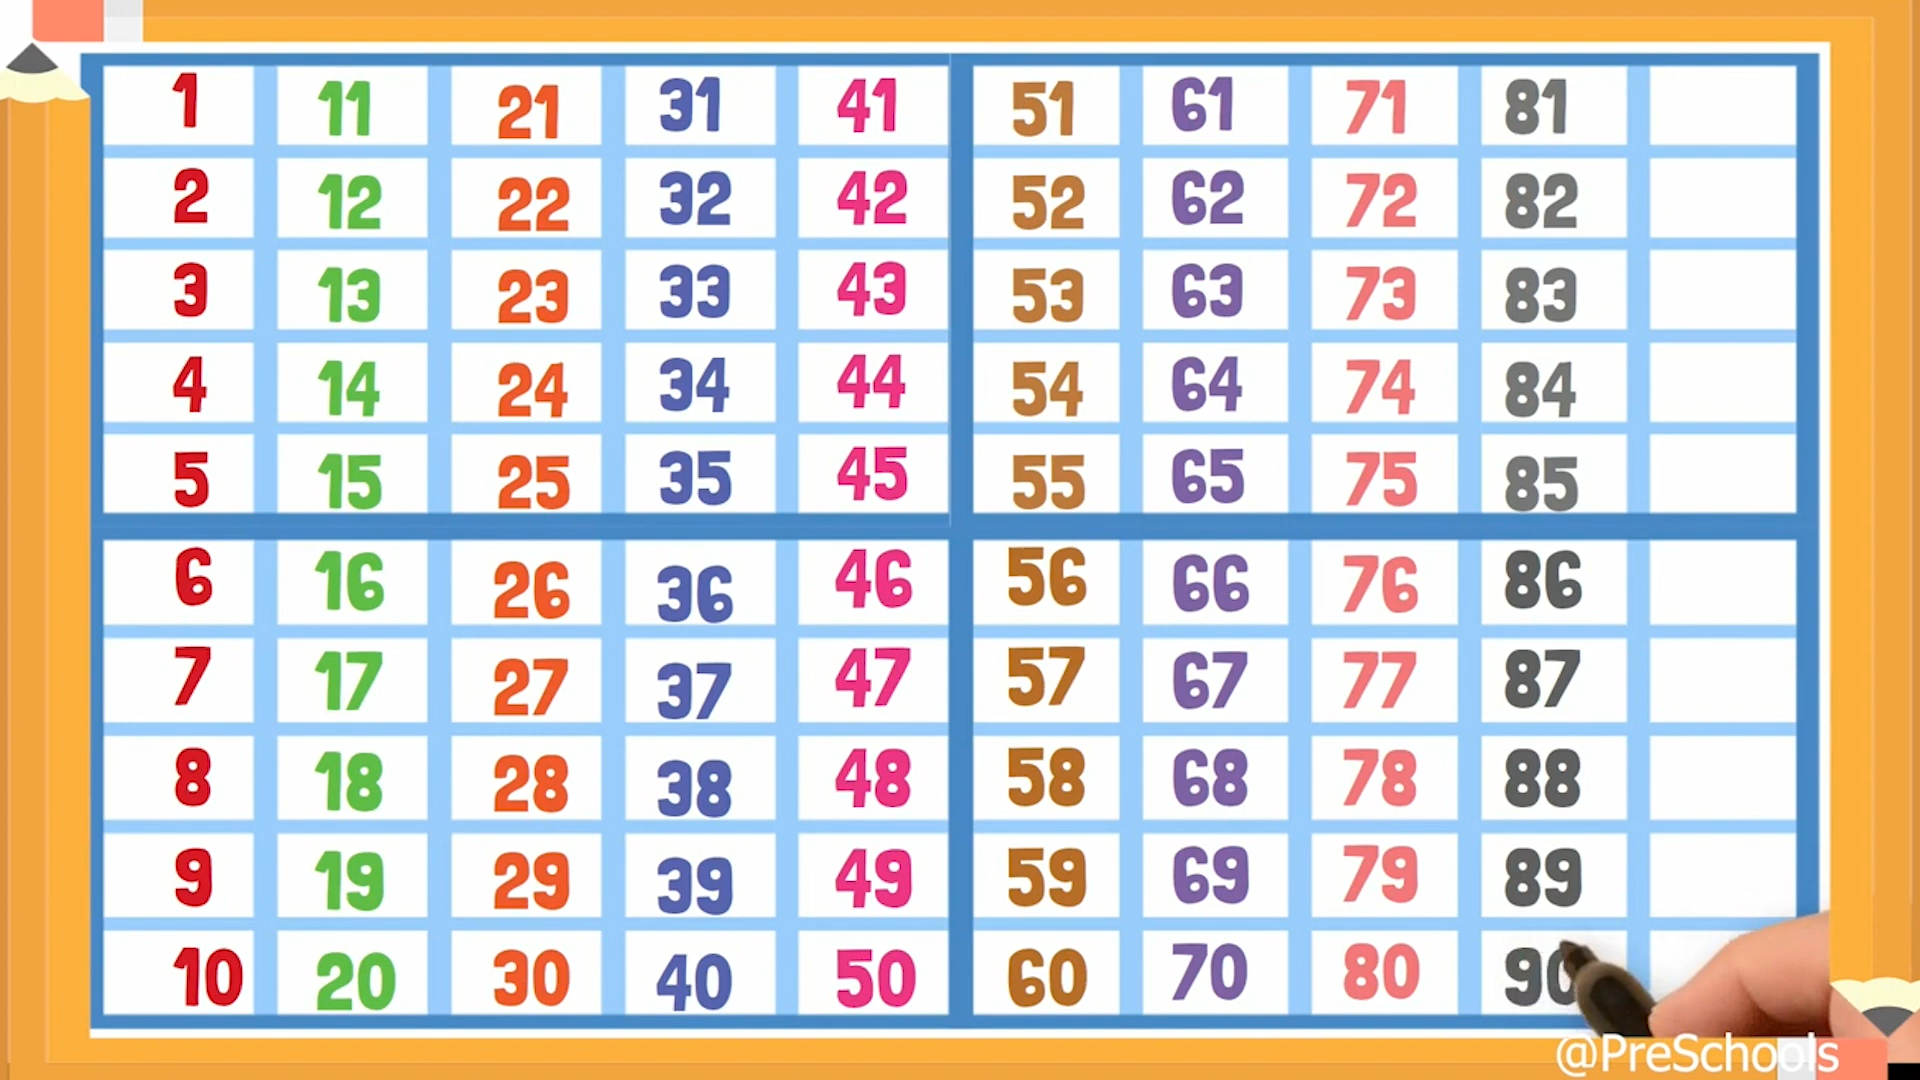 1 11 21 31 41 51 61 71 81
2 12 22 32 42 52 62 72 82
3 13 23 33 43 53 63 73 83
4 14 24 34 44 54 64 74 84
5 15 25 35 45 55 65 75 85
6 16 26 36 46 56 66 76 86
7 17 27 37 47 57 67 77 87
8 18 28 38 48 58 68 78 88
9 19 29 39 49 59 69 79 89
10 20 30 40 50 60 70 80 90
@PreSchools